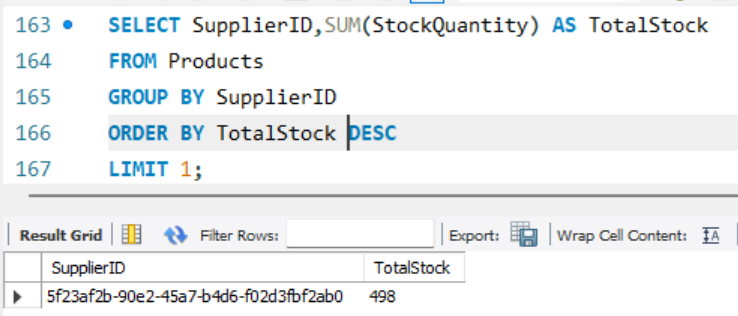 163 SELECT SupplierID,SUM(StockQuantity) AS TotalStock
164 FROM Products
165 GROUP BY SupplierID
166 ORDER BY TotalStock DESC
167 LIMIT 1;
Result Grid Filter Rows: Export: Wrap Cell Content: IA
SupplierID TotalStock
5f23af2b-90e2-45a7-b4d6-f02d3fbf2ab0 498